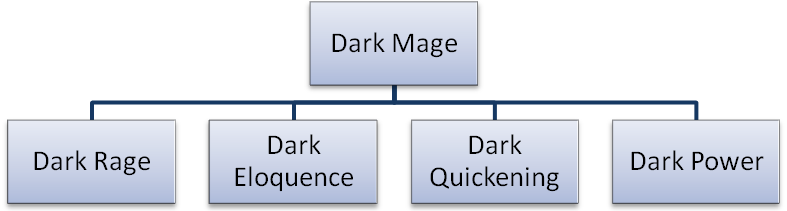 Dark Mage
Dark Rage
Dark
Eloquence
Dark
Quickening
Dark Power